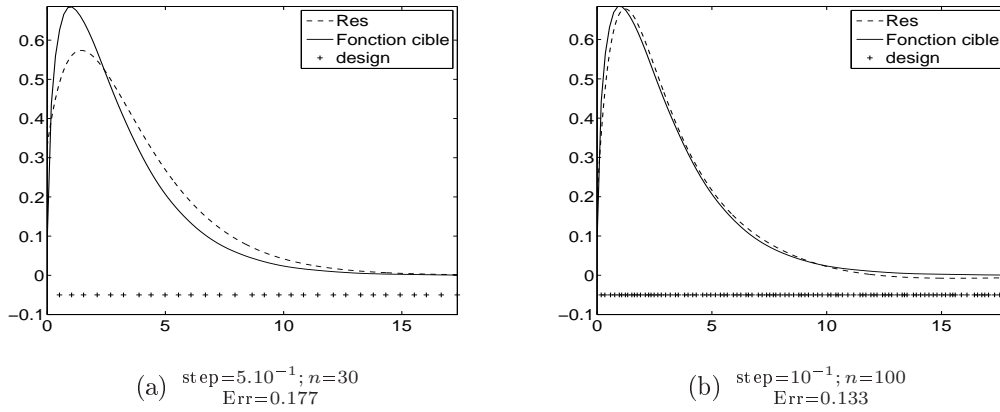 Res
Fonction cible
design
0.6
0.5
0.4
0.3
0.2
0.1
0
−0.1
0 5 10 15
(a) step=5.10⁻¹; n=30
Err=0.177
Res
Fonction cible
design
0.6
0.5
0.4
0.3
0.2
0.1
0
−0.1
0 5 10 15
(b) step=10⁻¹; n=100
Err=0.133